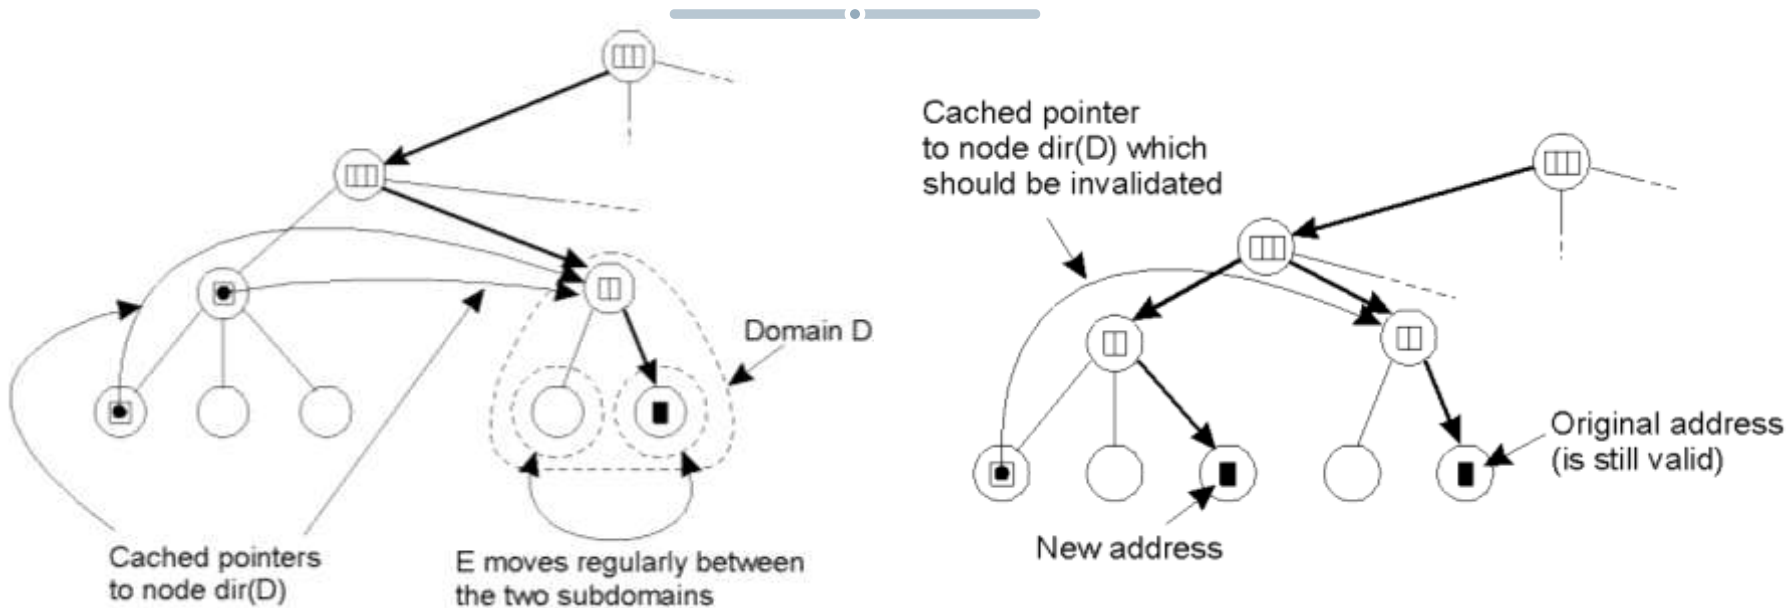 Cached pointer
to node dir(D) which
should be invalidated
Domain D
Original address
(is still valid)
New address
Cached pointers
to node dir(D)
E moves regularly between
the two subdomains